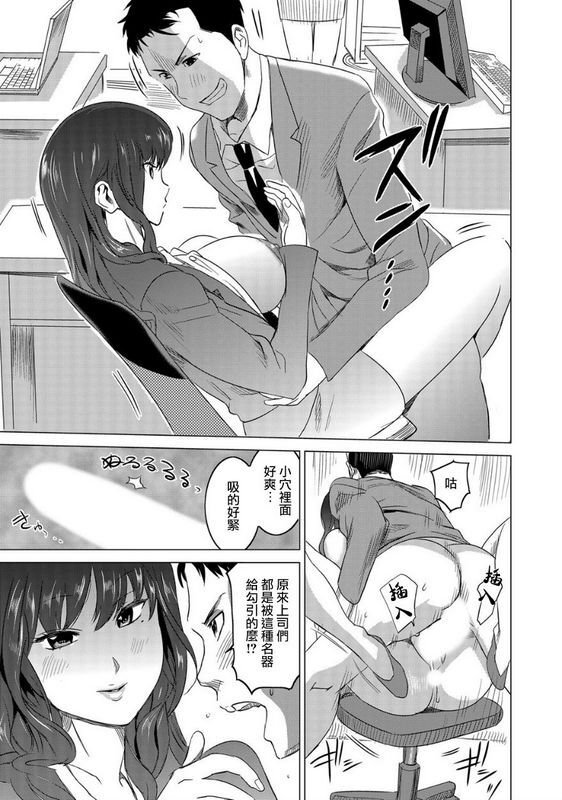 ズ
ズ
…
咕
插入
插入
小穴裡面
好爽…
吸的好緊
ぬるるるる
原來上司們
都是被這種名器
給勾引的麼!?